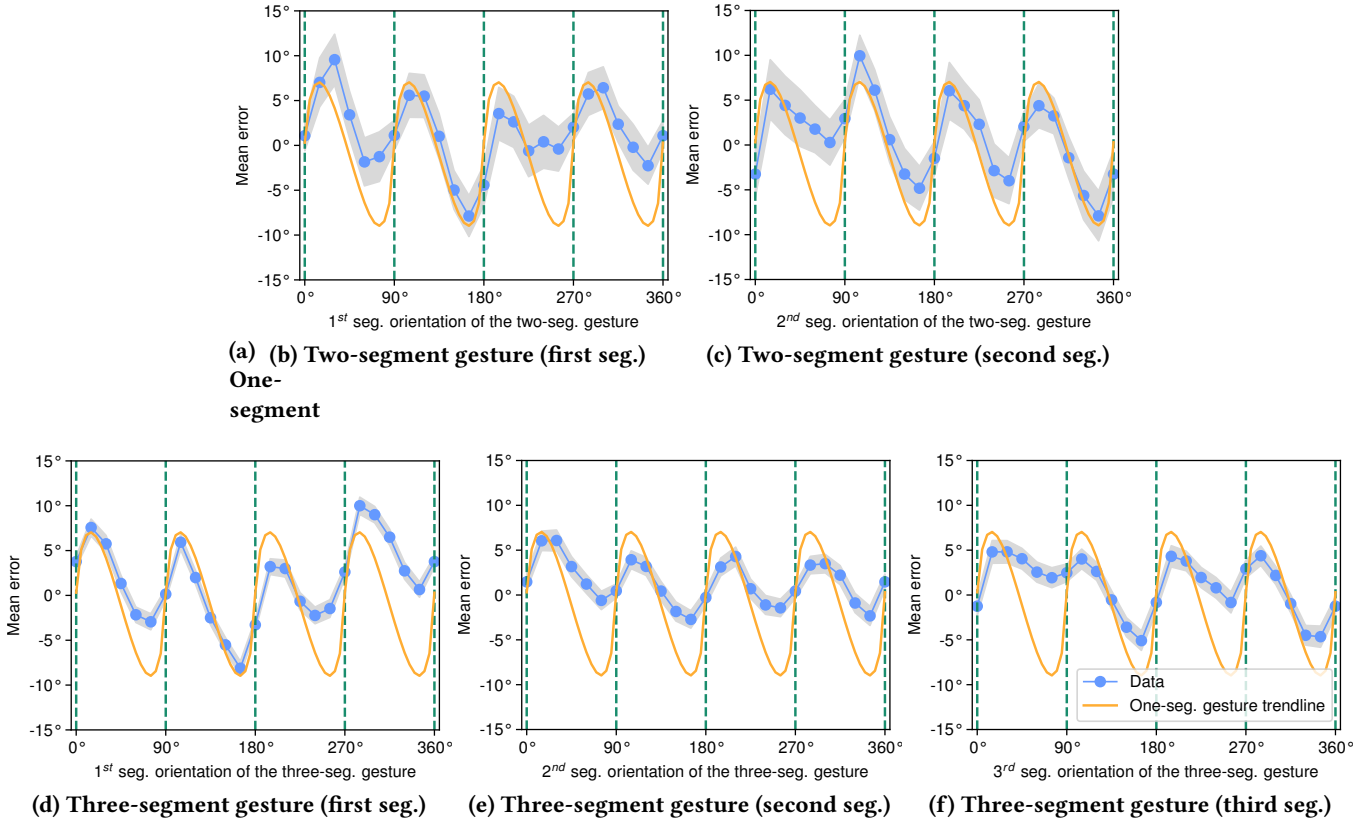 15°
10°
5°
0°
-5°
-10°
-15°
Mean error
0° 90° 180° 270° 360°
1st seg. orientation of the two-seg. gesture
15°
10°
5°
0°
-5°
-10°
-15°
Mean error
0° 90° 180° 270° 360°
2nd seg. orientation of the two-seg. gesture
(a)
One-
segment
(b) Two-segment gesture (first seg.)
(c) Two-segment gesture (second seg.)
15°
10°
5°
0°
-5°
-10°
-15°
Mean error
0° 90° 180° 270° 360°
1st seg. orientation of the three-seg. gesture
(d) Three-segment gesture (first seg.)
15°
10°
5°
0°
-5°
-10°
-15°
Mean error
0° 90° 180° 270° 360°
2nd seg. orientation of the three-seg. gesture
(e) Three-segment gesture (second seg.)
15°
10°
5°
0°
-5°
-10°
-15°
Mean error
Data
One-seg. gesture trendline
0° 90° 180° 270° 360°
3rd seg. orientation of the three-seg. gesture
(f) Three-segment gesture (third seg.)